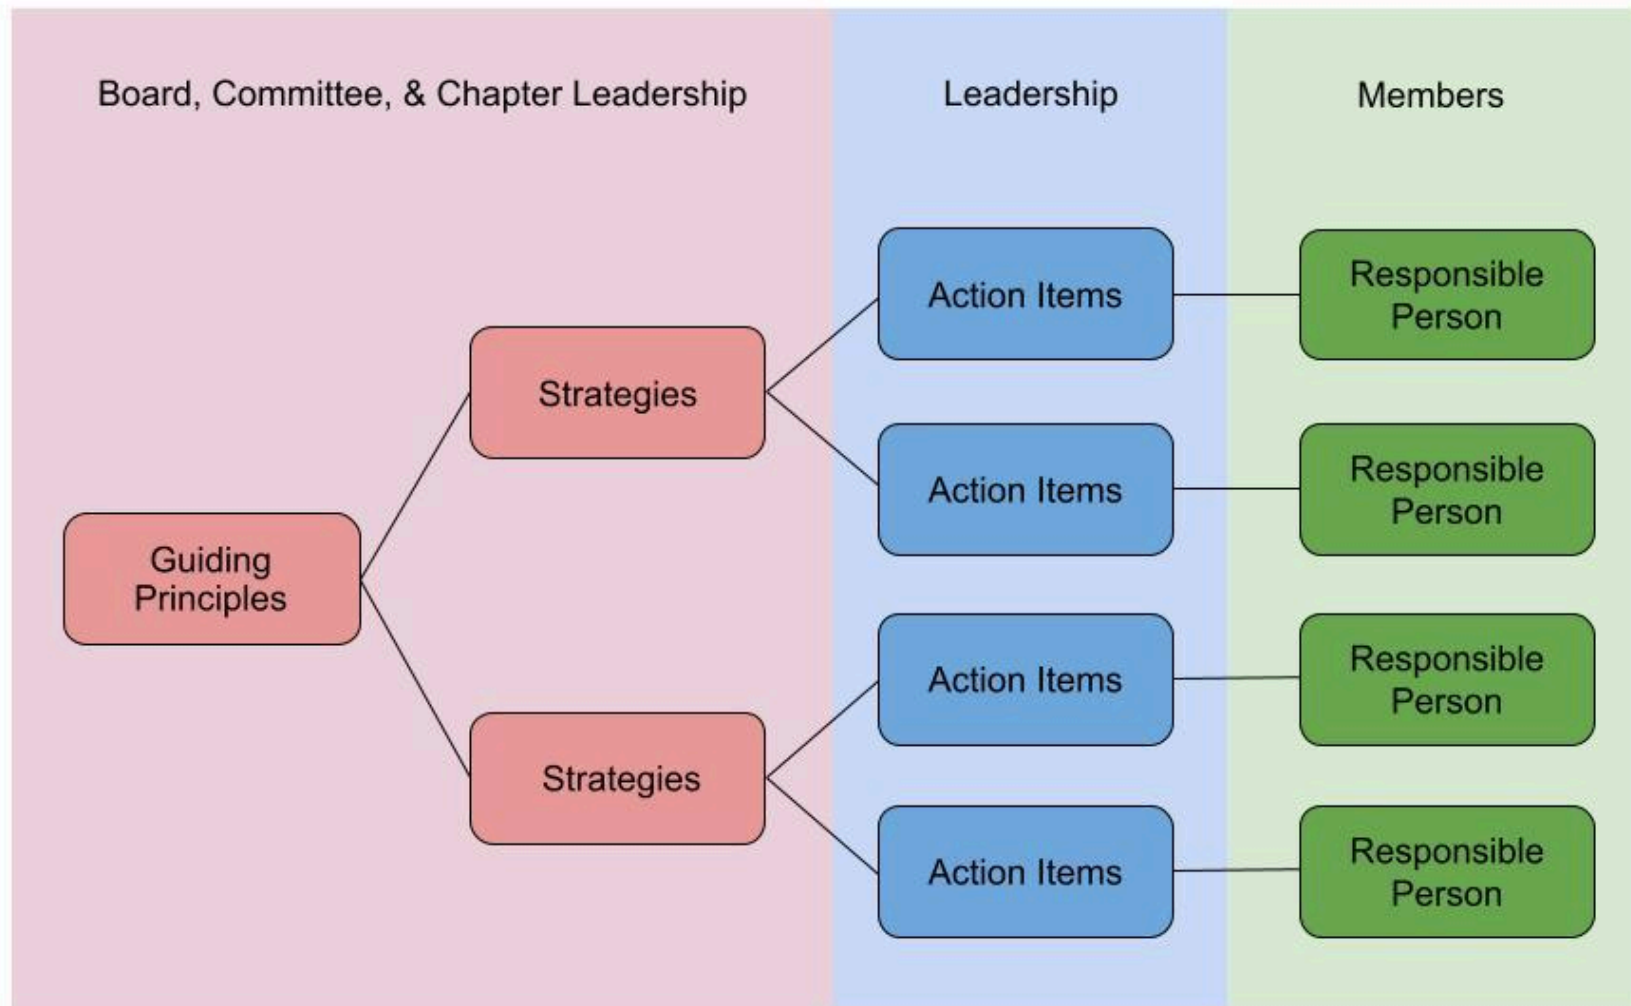 Board, Committee, & Chapter Leadership
Leadership
Members
Guiding
Principles
Strategies
Strategies
Action Items
Action Items
Action Items
Action Items
Responsible
Person
Responsible
Person
Responsible
Person
Responsible
Person